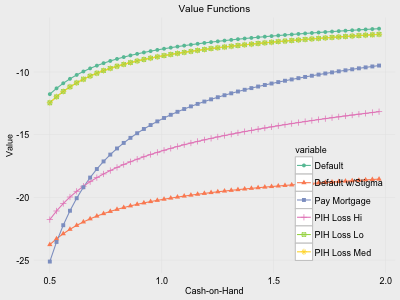 Value Functions
-10
-15
-20
-25
Value
0.5
1.0
1.5
2.0
Cash-on-Hand
variable
Default
Default w/Stigma
Pay Mortgage
PIH Loss Hi
PIH Loss Lo
PIH Loss Med